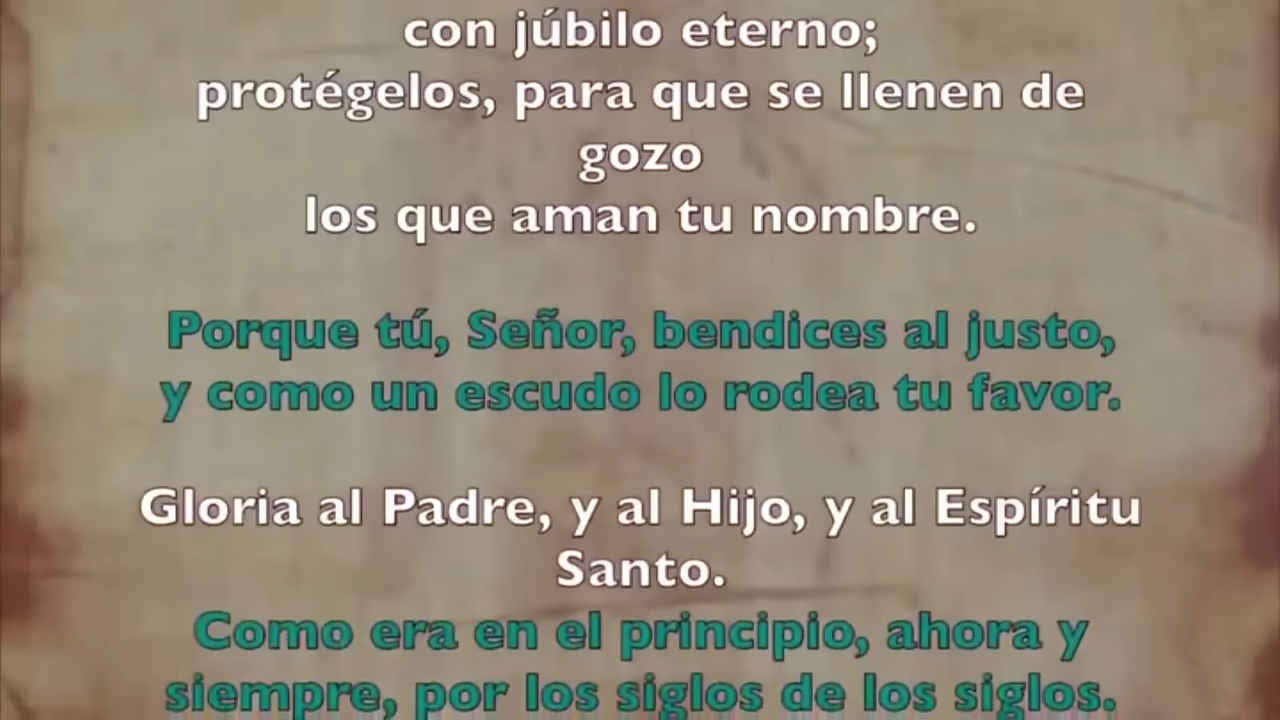 con júbilo eterno;
protégelos, para que se llenen de
gozo
los que aman tu nombre.
Porque tú, Señor, bendices al justo,
y como un escudo lo rodea tu favor.
Gloria al Padre, y al Hijo, y al Espíritu
Santo.
Como era en el principio, ahora y
siempre, por los siglos de los siglos.